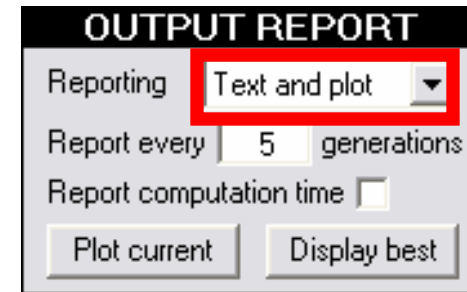 OUTPUT REPORT
Reporting Text and plot
Report every 5 generations
Report computation time
Plot current Display best